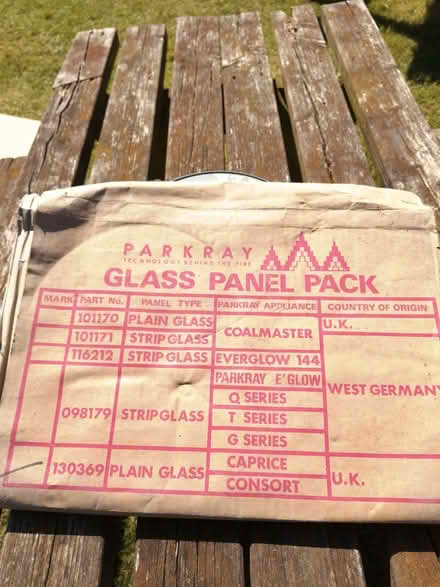 PARKRAY
TECHNOLOGY BEHIND THE FIRE
GLASS PANEL PACK
MARK PART No. PANEL TYPE PARKRAY APPLIANCE COUNTRY OF ORIGIN
101170 PLAIN GLASS COALMASTER U.K.
101171 STRIP GLASS
116212 STRIP GLASS EVERGLOW 144 WEST GERMANY
098179 STRIP GLASS PARKRAY E'GLOW
Q SERIES
T SERIES
G SERIES
130369 PLAIN GLASS CAPRICE U.K.
CONSORT